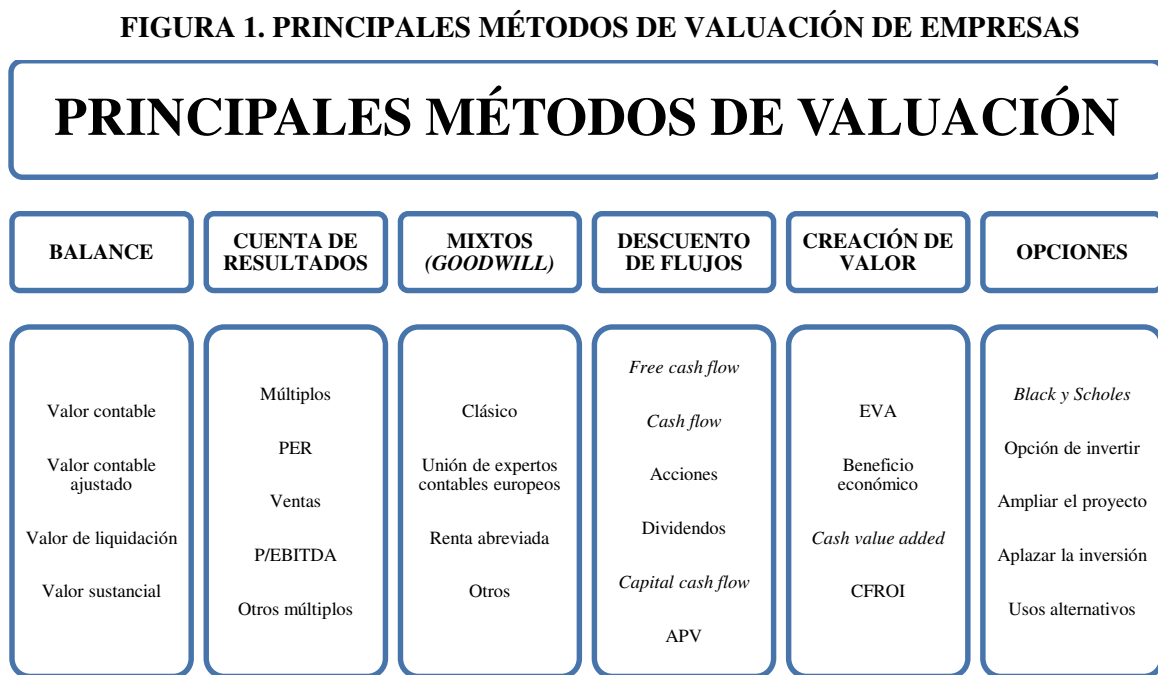 FIGURA 1. PRINCIPALES MÉTODOS DE VALUACIÓN DE EMPRESAS
PRINCIPALES MÉTODOS DE VALUACIÓN
BALANCE
CUENTA DE
RESULTADOS
MIXTOS
(GOODWILL)
DESCUENTO
DE FLUJOS
CREACIÓN DE
VALOR
OPCIONES
Valor contable
Valor contable
ajustado
Valor de liquidación
Valor sustancial
Múltiplos
PER
Ventas
P/EBITDA
Otros múltiplos
Clásico
Unión de expertos
contables europeos
Renta abreviada
Otros
Free cash flow
Cash flow
Acciones
Dividendos
Capital cash flow
APV
EVA
Beneficio
económico
Cash value added
CFROI
Black y Scholes
Opción de invertir
Ampliar el proyecto
Aplazar la inversión
Usos alternativos